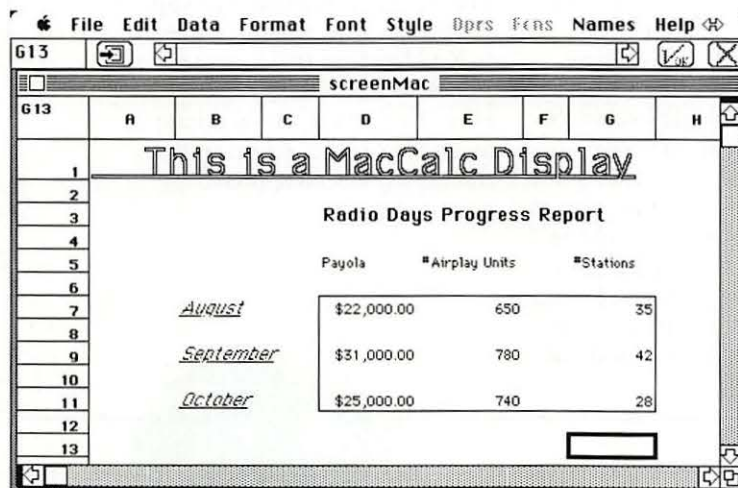 File Edit Data Format Font Style Oprs Fcns Names Help
G13
OK
screenMac
G13 A B C D E F G H
1 This is a MacCalc Display
2
3 Radio Days Progress Report
4
5 Payola #Airplay Units #Stations
6
7 August $22,000.00 650 35
8
9 September $31,000.00 780 42
10
11 October $25,000.00 740 28
12
13